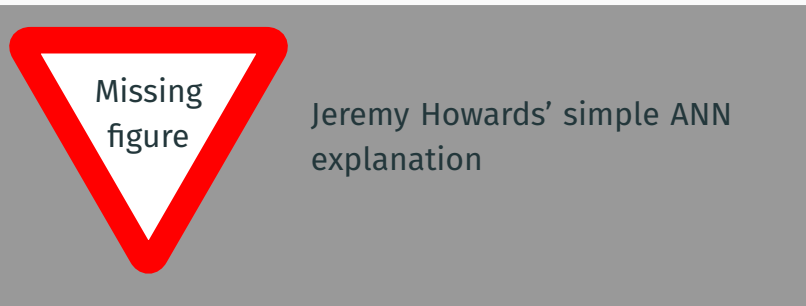 Missing
figure
Jeremy Howards’ simple ANN
explanation